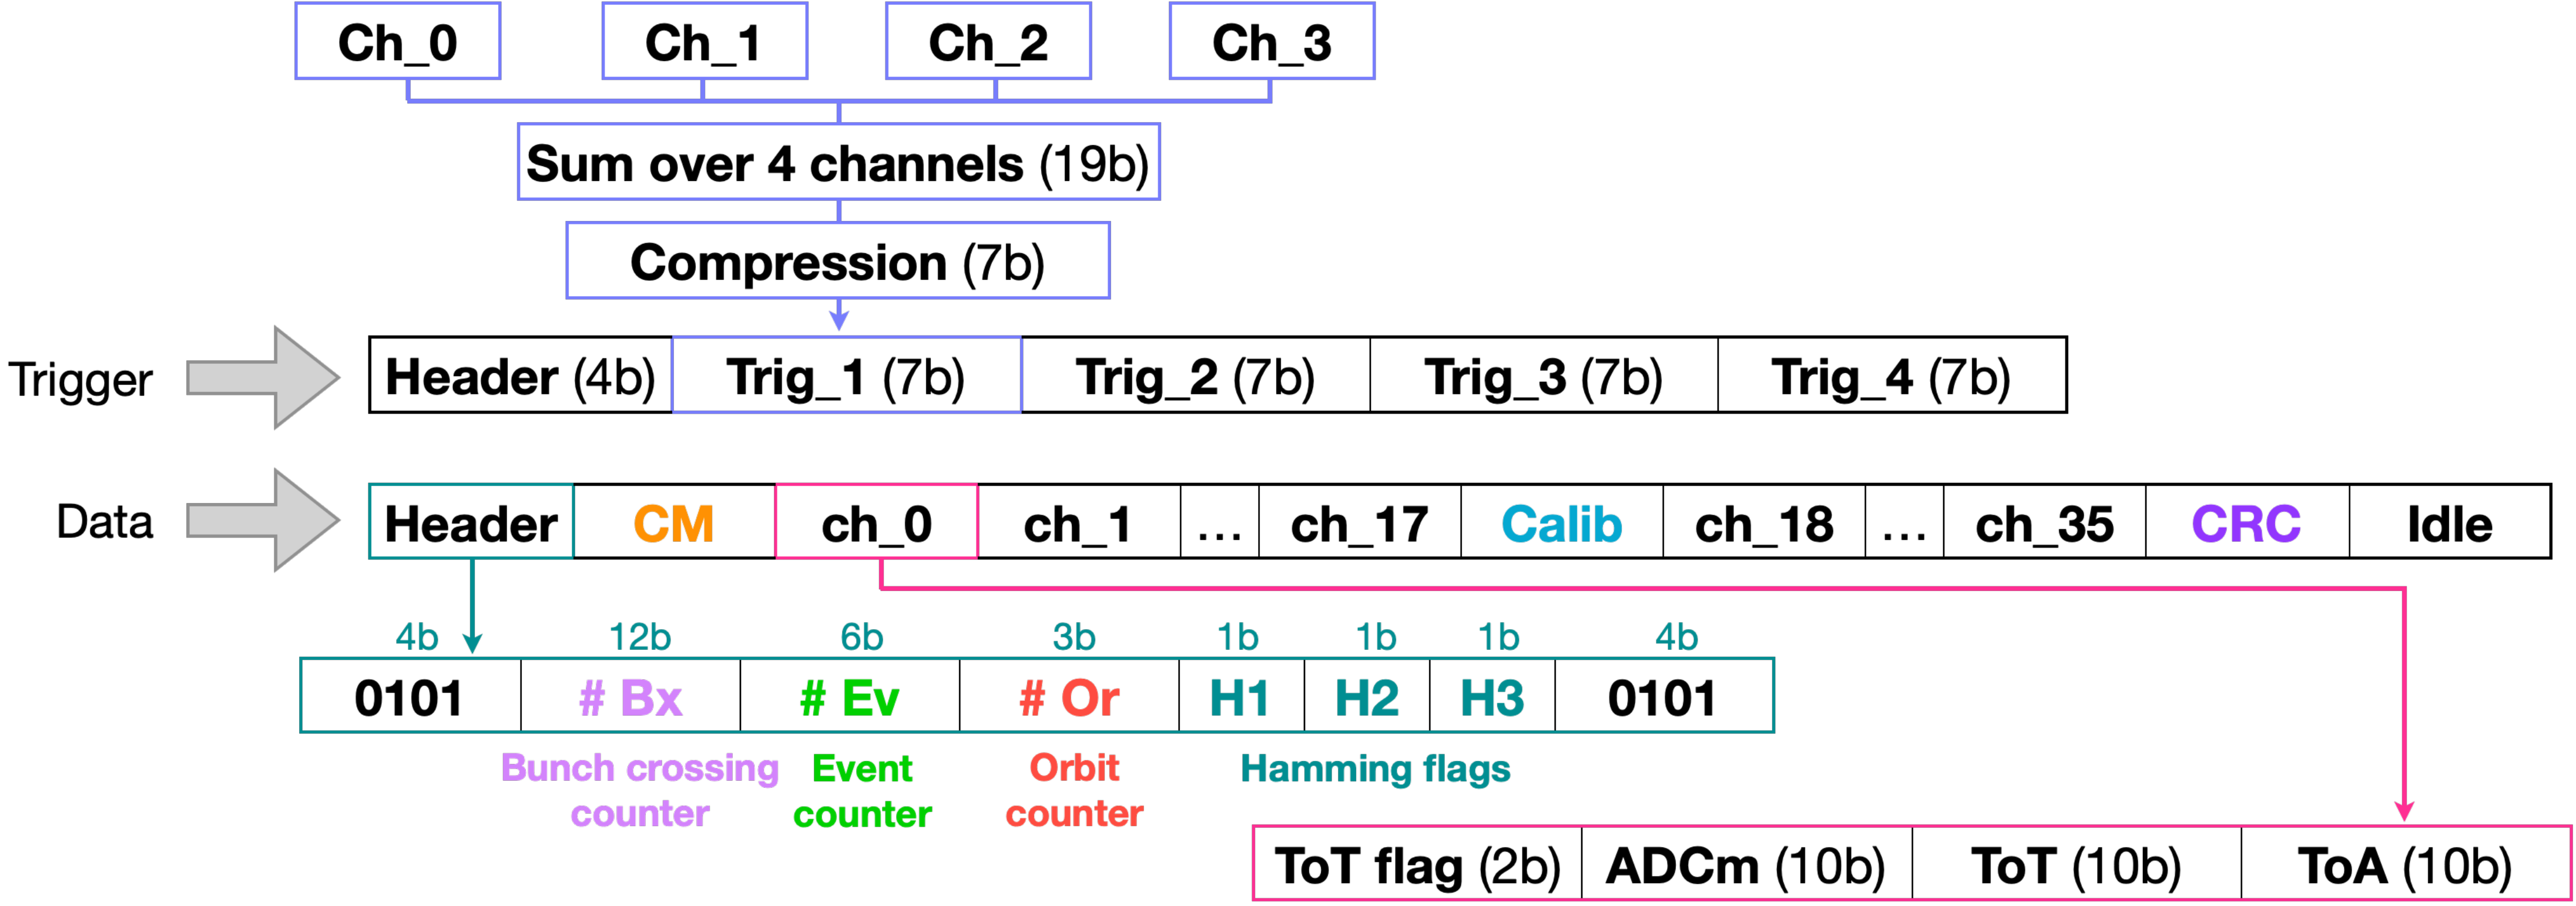 Ch_0 Ch_1 Ch_2 Ch_3
Sum over 4 channels (19b)
Compression (7b)
Trigger Header (4b) Trig_1 (7b) Trig_2 (7b) Trig_3 (7b) Trig_4 (7b)
Data Header CM ch_0 ch_1 ... ch_17 Calib ch_18 ... ch_35 CRC Idle
4b 12b 6b 3b 1b 1b 1b 4b
0101 # Bx # Ev # Or H1 H2 H3 0101
Bunch crossing Event Orbit Hamming flags
counter counter counter
ToT flag (2b) ADCm (10b) ToT (10b) ToA (10b)